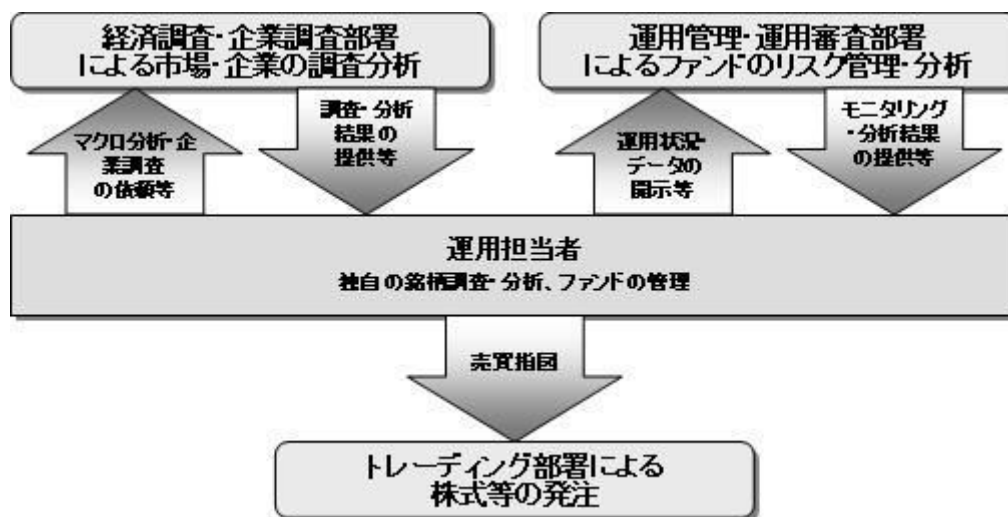 経済調査・企業調査部署
による市場・企業の調査分析
運用管理・運用審査部署
によるファンドのリスク管理・分析
マクロ分析・企
業調査
の依頼等
調査・分析
結果の
提供等
運用状況・
データの
開示等
モニタリング
・分析結果
の提供等
運用担当者
独自の銘柄調査・分析、ファンドの管理
売買指図
トレーディング部署による
株式等の発注